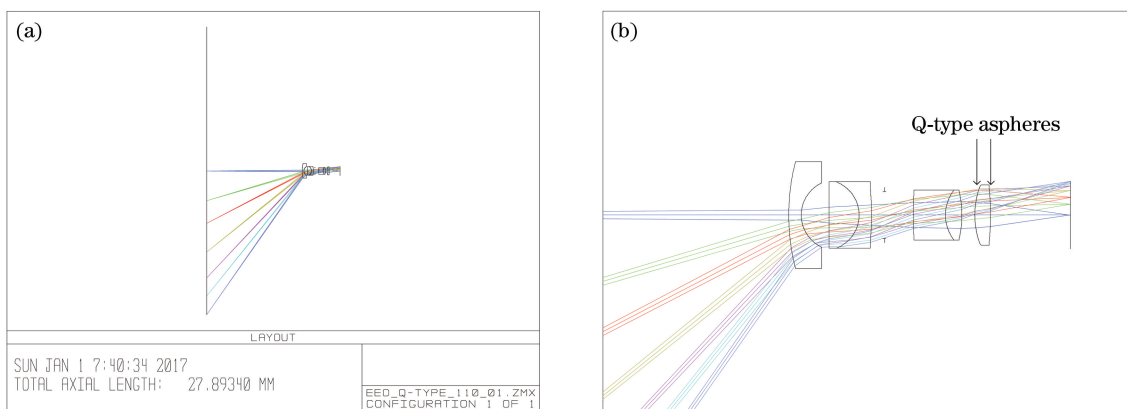 (a)
LAYOUT
SUN JAN 1 7:40:34 2017
TOTAL AXIAL LENGTH: 27.89340 MM
EEO_Q-TYPE_110_01.ZMX
CONFIGURATION 1 OF 1
(b)
Q-type aspheres